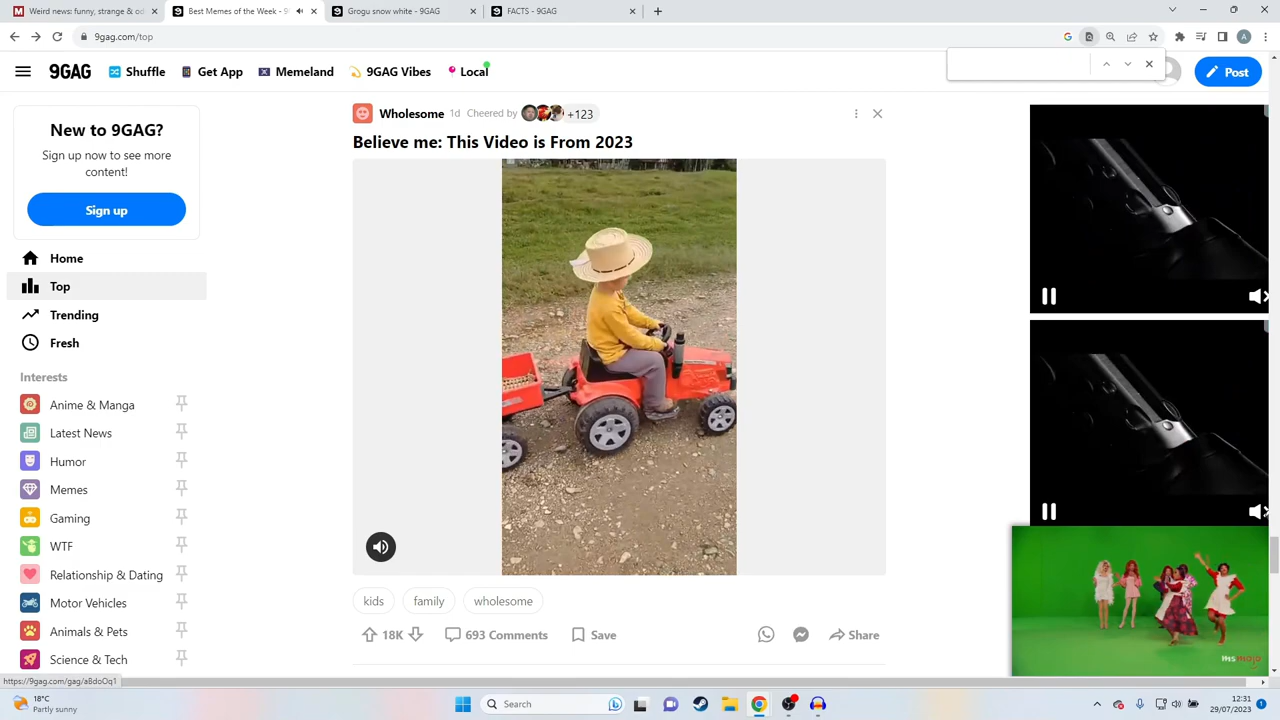 Weird news: funny, strange & od
Best Memes of the Week - 9G
Grogu snow white - 9GAG
FACTS - 9GAG
9gag.com/top
A
9GAG
Shuffle
Get App
Memeland
9GAG Vibes
Local
Post
New to 9GAG?
Sign up now to see more
content!
Sign up
Home
Top
Trending
Fresh
Interests
Anime & Manga
Latest News
Humor
Memes
Gaming
WTF
Relationship & Dating
Motor Vehicles
Animals & Pets
Science & Tech
https://9gag.com/gag/aBdoOq1
Wholesome 1d Cheered by +123
Believe me: This Video is From 2023
kids family wholesome
18K 693 Comments Save Share
msmojo
18°C
Partly sunny
Search
12:31
29/07/2023